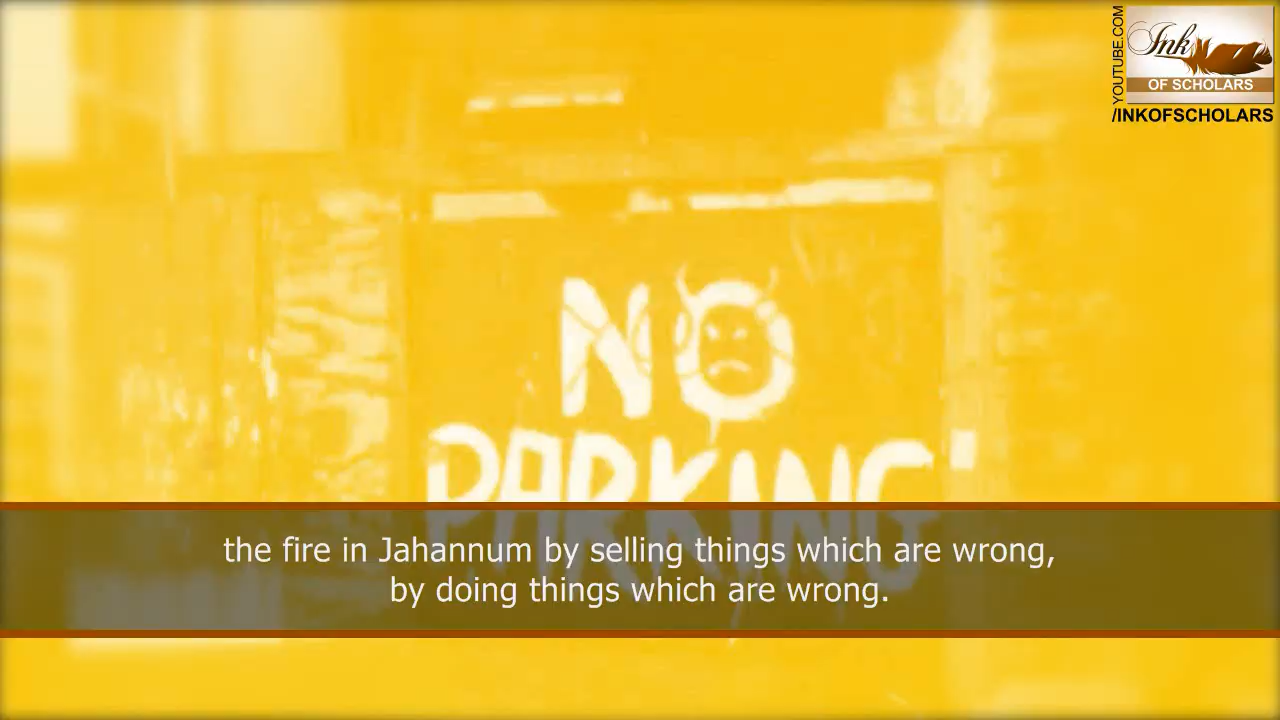 YOUTUBE.COM
Ink
OF SCHOLARS
/INKOFSCHOLARS
NO
PARKING
the fire in Jahannum by selling things which are wrong,
by doing things which are wrong.